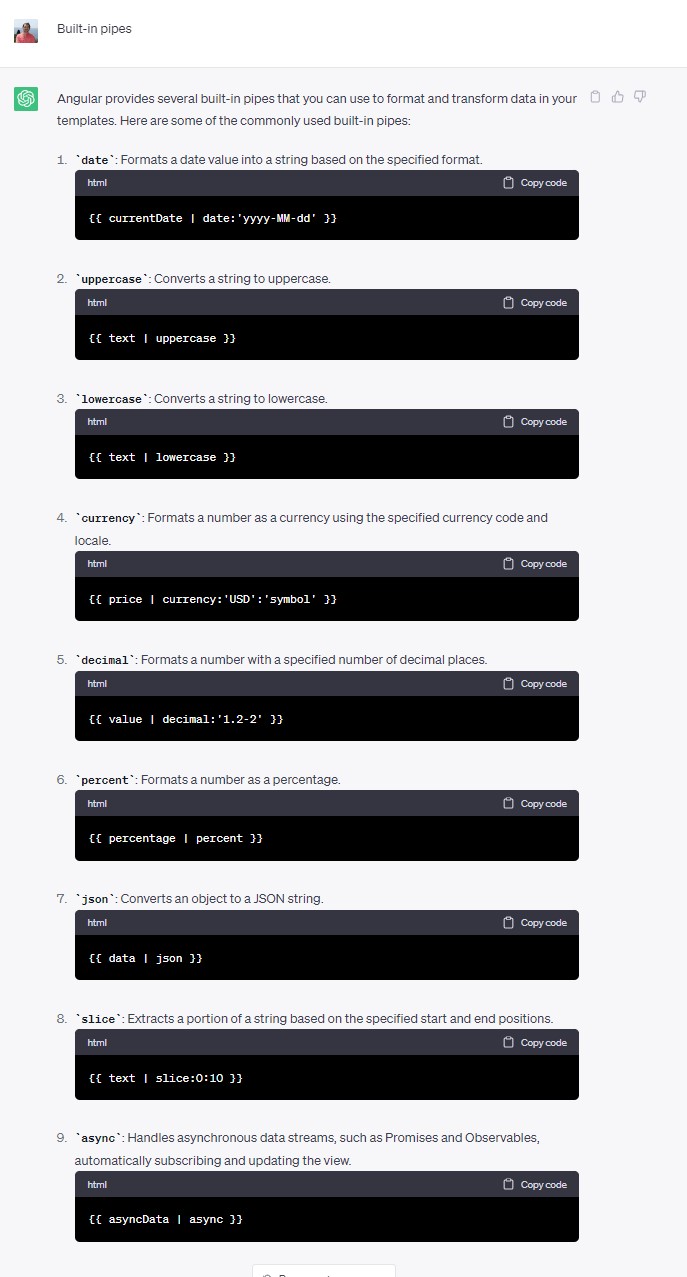 Built-in pipes
Angular provides several built-in pipes that you can use to format and transform data in your
templates. Here are some of the commonly used built-in pipes:
1. `date`: Formats a date value into a string based on the specified format.
html Copy code
{{ currentDate | date:'yyyy-MM-dd' }}
2. `uppercase`: Converts a string to uppercase.
html Copy code
{{ text | uppercase }}
3. `lowercase`: Converts a string to lowercase.
html Copy code
{{ text | lowercase }}
4. `currency`: Formats a number as a currency using the specified currency code and
locale.
html Copy code
{{ price | currency:'USD':'symbol' }}
5. `decimal`: Formats a number with a specified number of decimal places.
html Copy code
{{ value | decimal:'1.2-2' }}
6. `percent`: Formats a number as a percentage.
html Copy code
{{ percentage | percent }}
7. `json`: Converts an object to a JSON string.
html Copy code
{{ data | json }}
8. `slice`: Extracts a portion of a string based on the specified start and end positions.
html Copy code
{{ text | slice:0:10 }}
9. `async`: Handles asynchronous data streams, such as Promises and Observables,
automatically subscribing and updating the view.
html Copy code
{{ asyncData | async }}